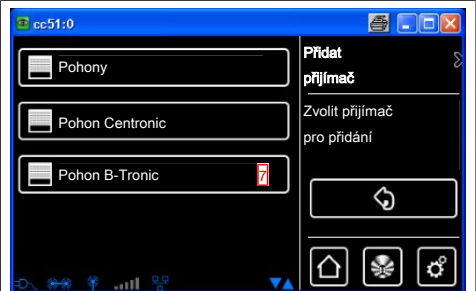 cc51:0
Pohony
Pohon Centronic
Pohon B-Tronic 7
Přidat
přijímač
Zvolit přijímač
pro přidání